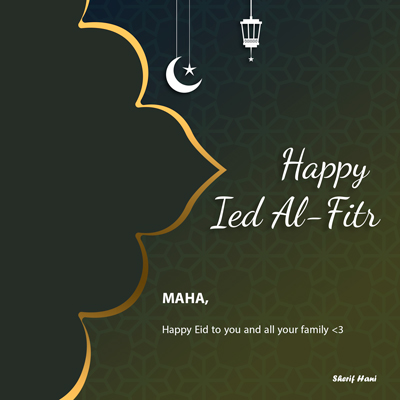 Happy
Ied Al-Fitr
MAHA,
Happy Eid to you and all your family <3
Sherif Hani